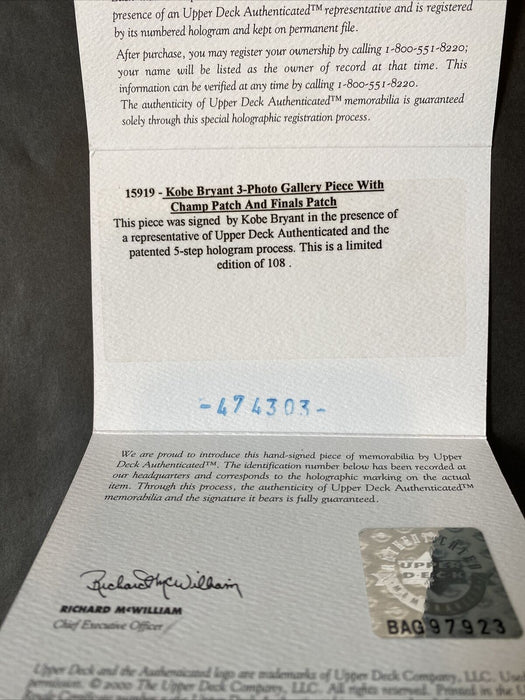 presence of an Upper Deck Authenticated™ representative and is registered
by its numbered hologram and kept on permanent file.
After purchase, you may register your ownership by calling 1-800-551-8220;
your name will be listed as the owner of record at that time. This
information can be verified at any time by calling 1-800-551-8220.
The authenticity of Upper Deck Authenticated™ memorabilia is guaranteed
solely through this special holographic registration process.
15919 - Kobe Bryant 3-Photo Gallery Piece With
Champ Patch And Finals Patch
This piece was signed by Kobe Bryant in the presence of
a representative of Upper Deck Authenticated and the
patented 5-step hologram process. This is a limited
edition of 108 .
-474303-
We are proud to introduce this hand-signed piece of memorabilia by Upper
Deck Authenticated™. The identification number below has been recorded at
our headquarters and corresponds to the holographic marking on the actual
item. Through this process, the authenticity of Upper Deck Authenticated™
memorabilia and the signature it bears is fully guaranteed.
Richard McWilliam
RICHARD McWILLIAM
Chief Executive Officer
UPPER
DECK
BAG97923
Upper Deck and the Authenticated logo are trademarks of Upper Deck Company, LLC. Use
permission. © 2000 The Upper Deck Company, LLC. All rights reserved. Printed in the